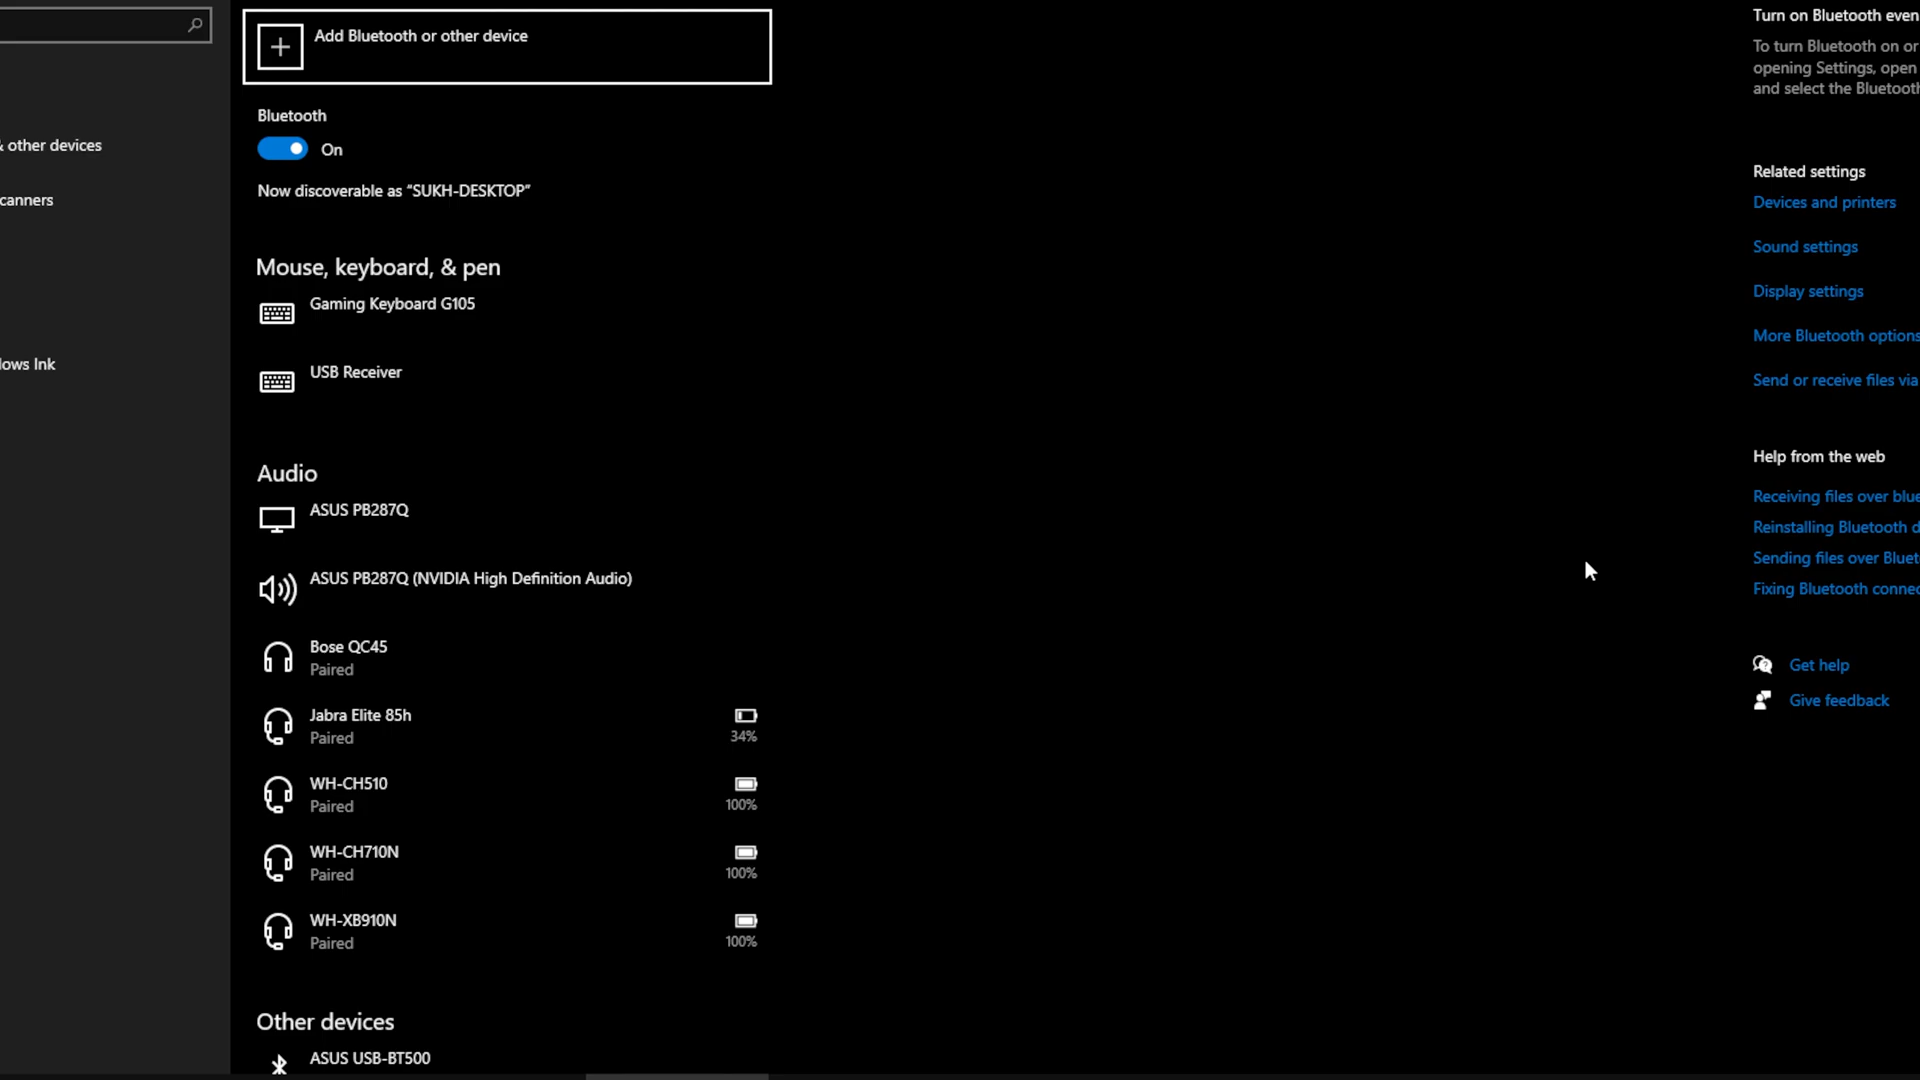 & other devices
canners
lows Ink
Add Bluetooth or other device
Bluetooth
On
Now discoverable as “SUKH-DESKTOP”
Mouse, keyboard, & pen
Gaming Keyboard G105
USB Receiver
Audio
ASUS PB287Q
ASUS PB287Q (NVIDIA High Definition Audio)
Bose QC45
Paired
Jabra Elite 85h
Paired
34%
WH-CH510
Paired
100%
WH-CH710N
Paired
100%
WH-XB910N
Paired
100%
Other devices
ASUS USB-BT500
Turn on Bluetooth even
To turn Bluetooth on or
opening Settings, open
and select the Bluetooth
Related settings
Devices and printers
Sound settings
Display settings
More Bluetooth options
Send or receive files via
Help from the web
Receiving files over blue
Reinstalling Bluetooth d
Sending files over Bluet
Fixing Bluetooth connec
Get help
Give feedback